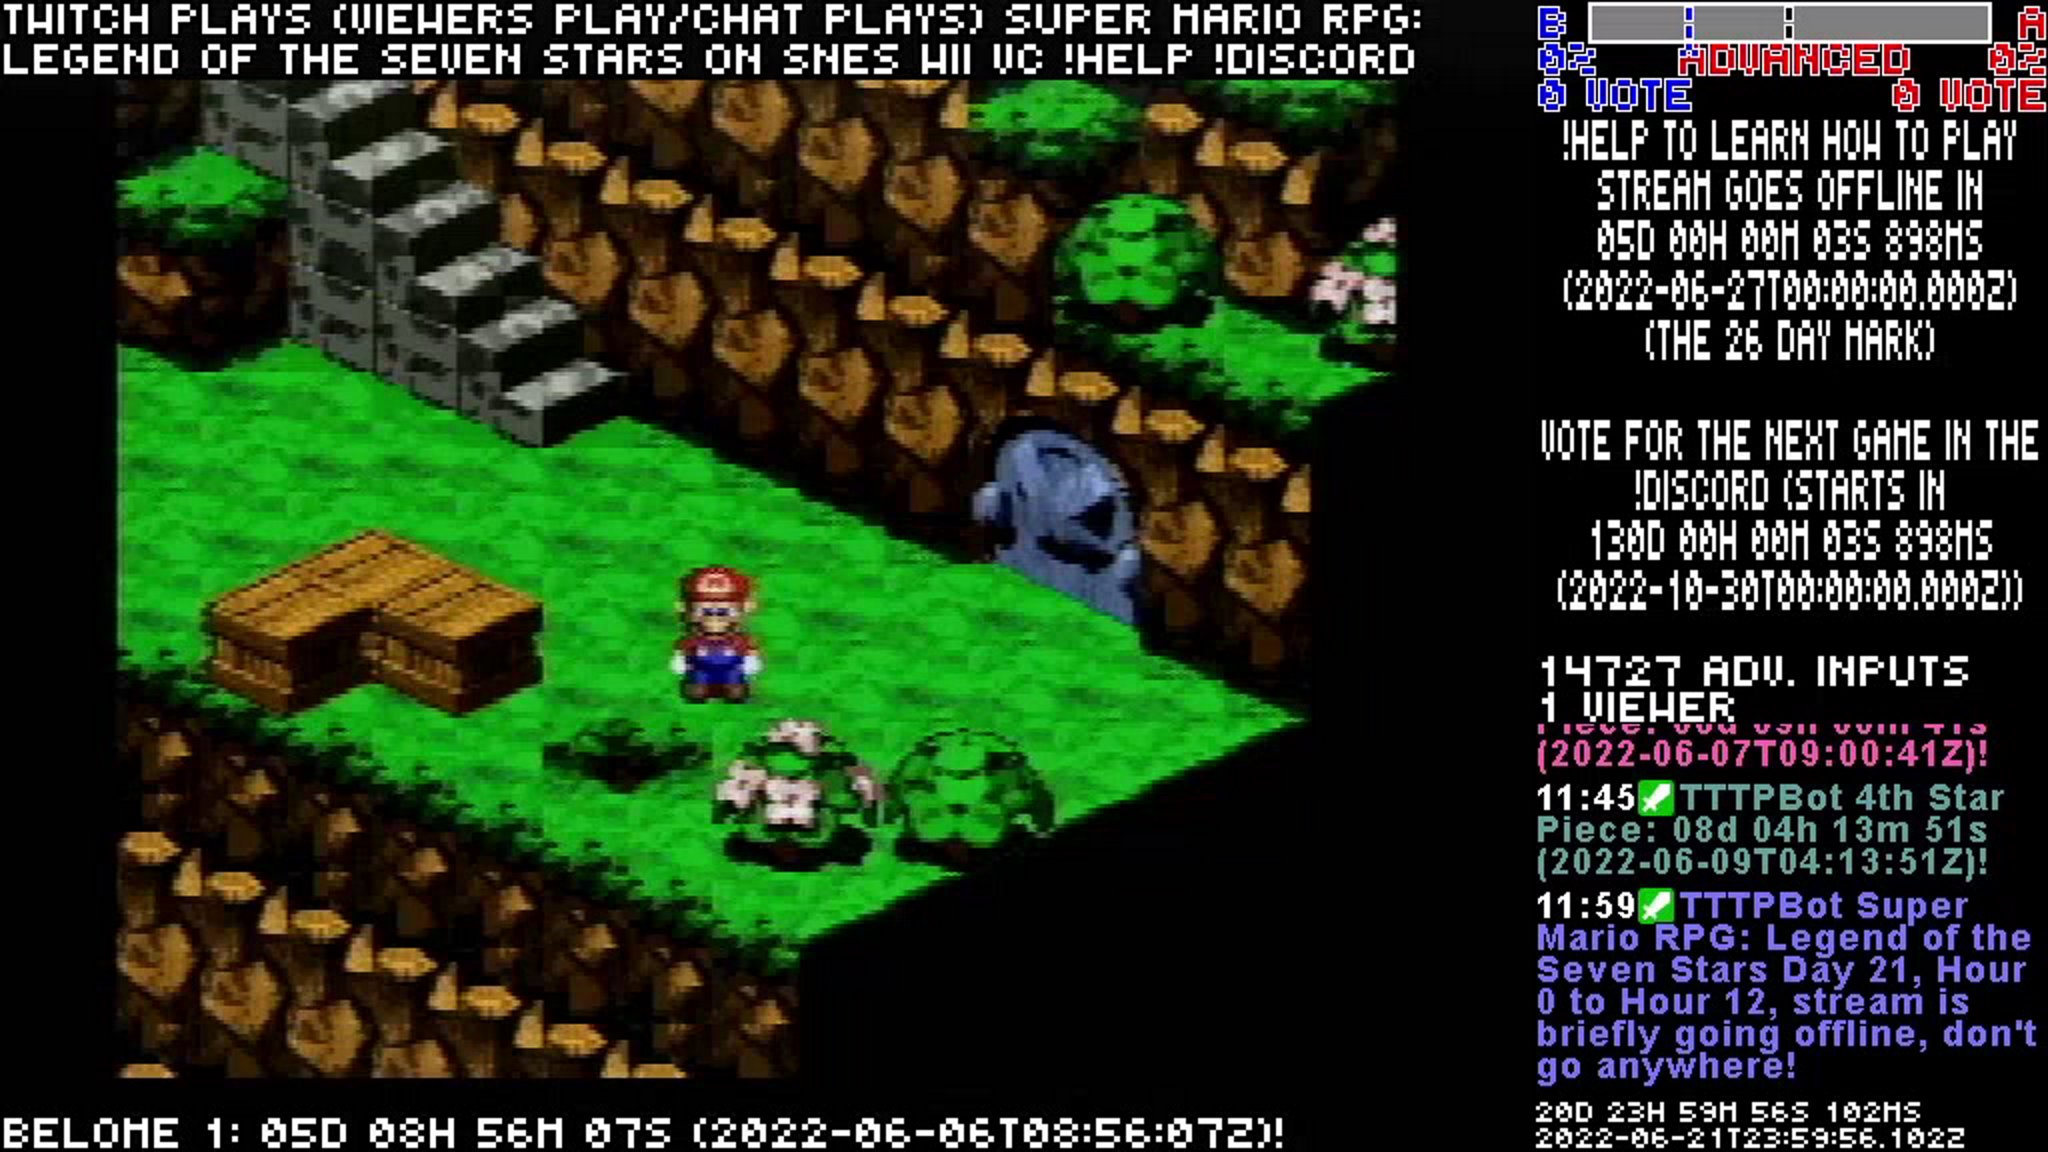 TWITCH PLAYS (VIEWERS PLAY/CHAT PLAYS) SUPER MARIO RPG:
LEGEND OF THE SEVEN STARS ON SNES WII VC !HELP !DISCORD
B A
0% ADVANCED 0%
0 VOTE 0 VOTE
!HELP TO LEARN HOW TO PLAY
STREAM GOES OFFLINE IN
05D 00H 00M 03S 898MS
(2022-06-27T00:00:00.000Z)
(THE 26 DAY MARK)
VOTE FOR THE NEXT GAME IN THE
!DISCORD (STARTS IN
130D 00H 00M 03S 898MS
(2022-10-30T00:00:00.000Z))
14727 ADV. INPUTS
1 VIEWER
Piece: 06d 09h 00m 41s
(2022-06-07T09:00:41Z)!
11:45 TTTPBot 4th Star
Piece: 08d 04h 13m 51s
(2022-06-09T04:13:51Z)!
11:59 TTTPBot Super
Mario RPG: Legend of the
Seven Stars Day 21, Hour
0 to Hour 12, stream is
briefly going offline, don't
go anywhere!
20D 23H 59M 56S 102MS
2022-06-21T23:59:56.102Z
BELOME 1: 05D 08H 56M 07S (2022-06-06T08:56:07Z)!